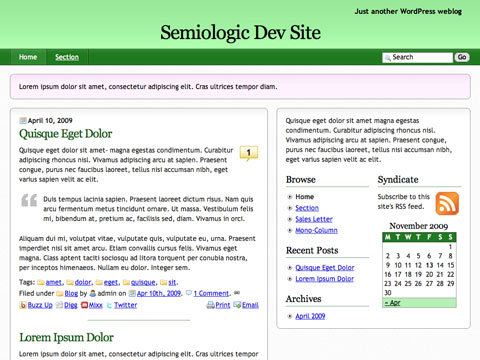 Just another WordPress weblog
Semiologic Dev Site
Home Section
Search Go
Lorem ipsum dolor sit amet, consectetur adipiscing elit. Cras ultrices tempor diam.
April 10, 2009
Quisque Eget Dolor
1
Quisque eget dolor sit amet- magna egestas condimentum. Curabitur
adipiscing rhoncus nisl. Vivamus adipiscing arcu at sapien. Praesent
congue, purus nec faucibus laoreet, tellus nisi accumsan nibh, eget
varius sapien velit ac elit.
Duis tempus lacinia sapien. Praesent laoreet dictum risus. Nam quis
arcu fermentum metus tincidunt ornare. Ut massa. Vestibulum felis
mi, bibendum at, pretium ac, facilisis sed, diam. Vivamus in orci.
Aliquam dui mi, volutpat vitae, vulputate quis, vulputate eu, urna. Praesent
imperdiet nisi sit amet arcu. Etiam convallis cursus felis. Vivamus eget
magna. Class aptent taciti sociosqu ad litora torquent per conubia nostra,
per inceptos himenaeos. Nullam eu dolor. Integer sem.
Tags: amet, dolor, eget, quisque, sit.
Filed under Blog by admin on Apr 10th, 2009. 1 Comment.
Buzz Up Digg Mixx Twitter Print Email
Lorem Ipsum Dolor
Lorem ipsum dolor sit amet, consectetur adipiscing elit. Cras ultrices tempor
Quisque eget dolor sit amet magna egestas
condimentum. Curabitur adipiscing rhoncus nisl.
Vivamus adipiscing arcu at sapien. Praesent congue,
purus nec faucibus laoreet, tellus nisi accumsan nibh,
eget varius sapien velit ac elit.
Browse
Home
Section
Sales Letter
Mono-Column
Recent Posts
Quisque Eget Dolor
Lorem Ipsum Dolor
Archives
April 2009
Syndicate
Subscribe to this
site's RSS feed.
November 2009
M T W T F S S
1
2 3 4 5 6 7 8
9 10 11 12 13 14 15
16 17 18 19 20 21 22
23 24 25 26 27 28 29
30
« Apr